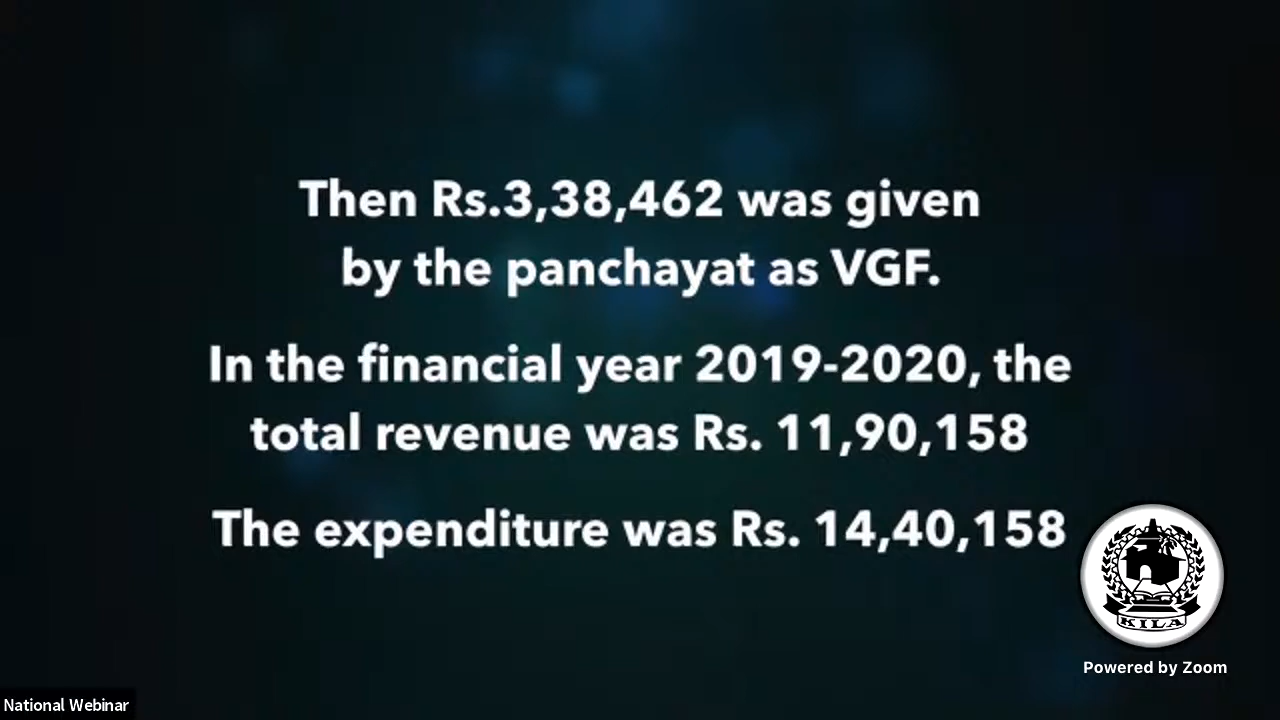 Then Rs.3,38,462 was given
by the panchayat as VGF.
In the financial year 2019-2020, the
total revenue was Rs. 11,90,158
The expenditure was Rs. 14,40,158
KILA
Powered by Zoom
National Webinar